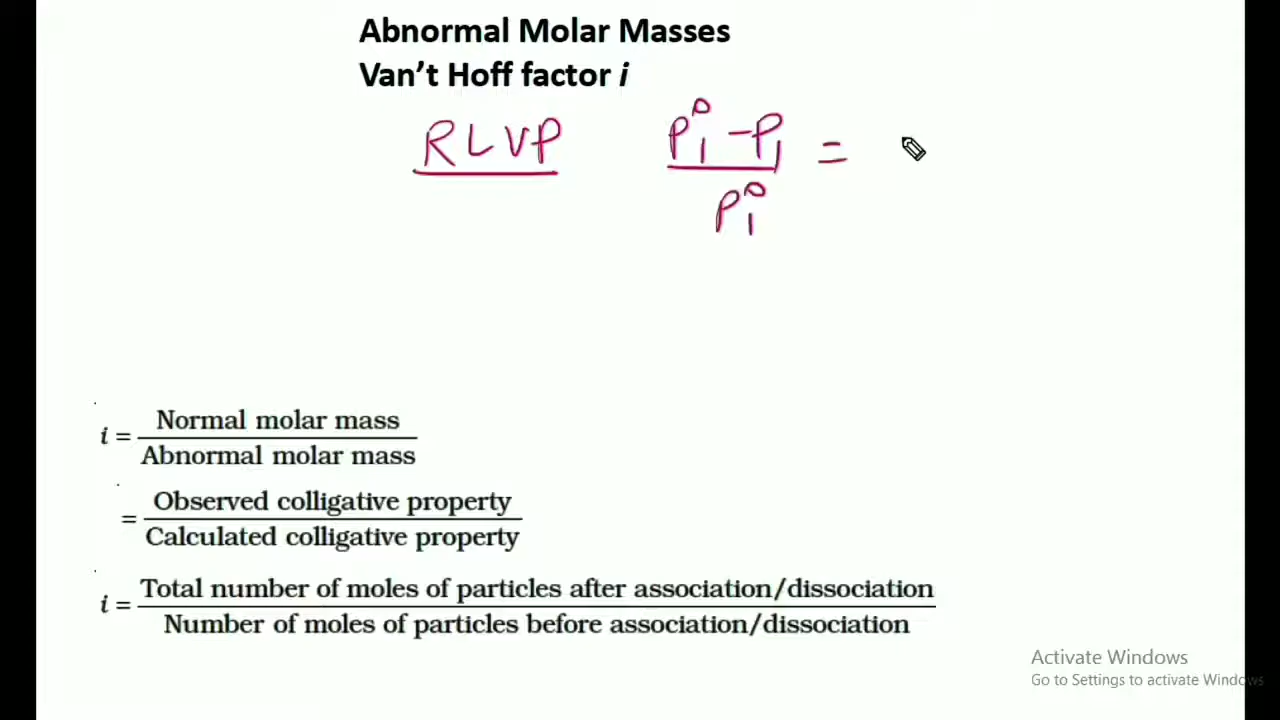 Abnormal Molar Masses
Van't Hoff factor i
RLVP
P₁⁰ - P₁
P₁⁰
=
i = Normal molar mass
Abnormal molar mass
= Observed colligative property
Calculated colligative property
i = Total number of moles of particles after association/dissociation
Number of moles of particles before association/dissociation
Activate Windows
Go to Settings to activate Windows